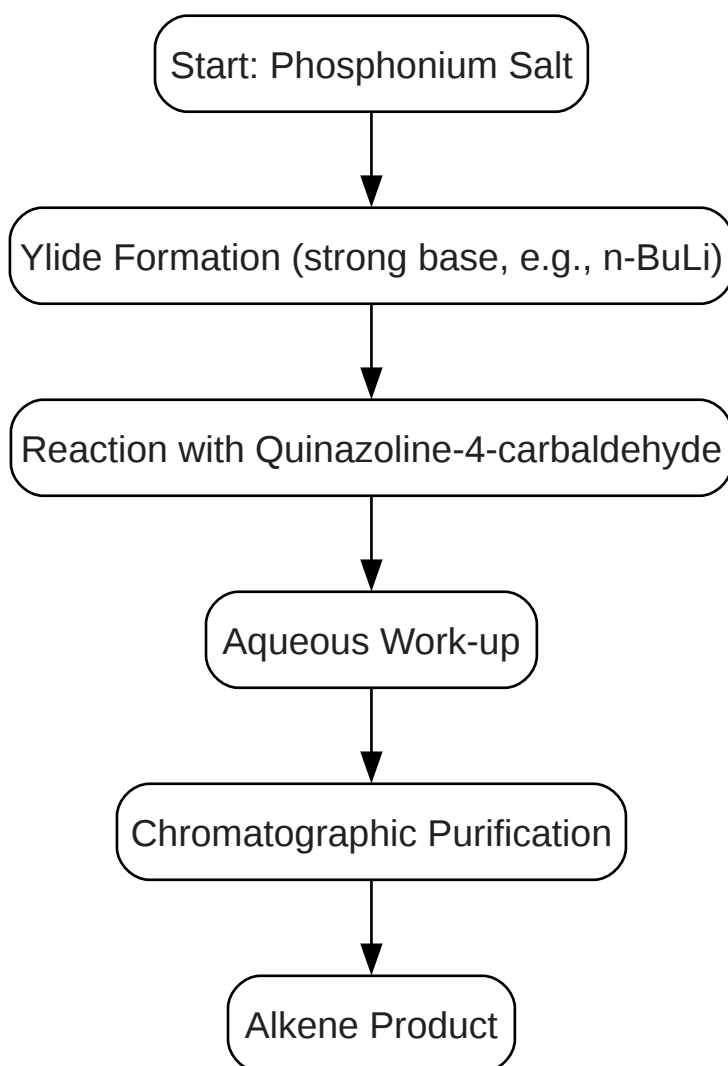 Start: Phosphonium Salt
Ylide Formation (strong base, e.g., n-BuLi)
Reaction with Quinazoline-4-carbaldehyde
Aqueous Work-up
Chromatographic Purification
Alkene Product